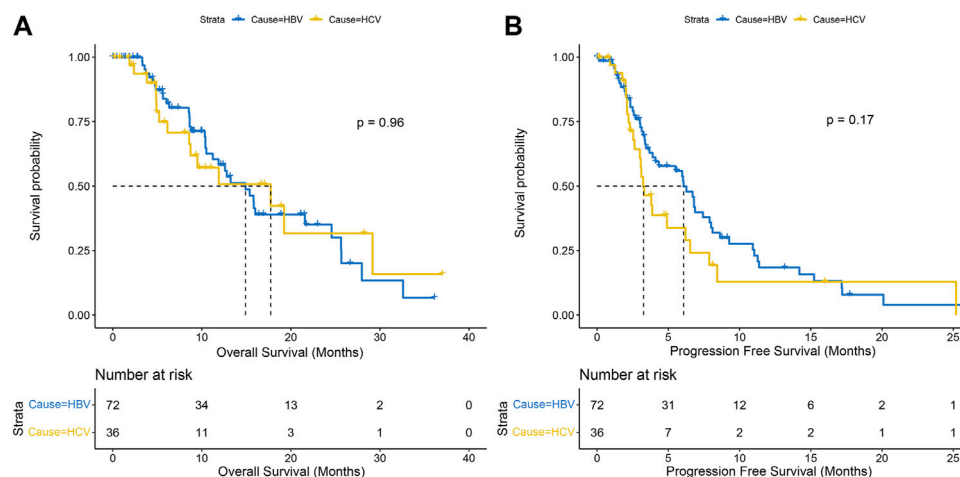 A
Strata Cause=HBV Cause=HCV
1.00
0.75
0.50
0.25
0.00
Survival probability
p = 0.96
0 10 20 30 40
Overall Survival (Months)
Number at risk
Strata
Cause=HBV 72 34 13 2 0
Cause=HCV 36 11 3 1 0
0 10 20 30 40
Overall Survival (Months)
B
Strata Cause=HBV Cause=HCV
1.00
0.75
0.50
0.25
0.00
Survival probability
p = 0.17
0 5 10 15 20 25
Progression Free Survival (Months)
Number at risk
Strata
Cause=HBV 72 31 12 6 2 1
Cause=HCV 36 7 2 2 1 1
0 5 10 15 20 25
Progression Free Survival (Months)